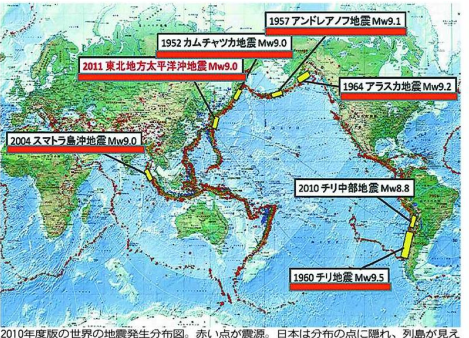 1957アンドレアノフ地震 Mw9.1
1952 カムチャツカ地震 Mw9.0
2011 東北地方太平洋沖地震 Mw9.0
1964 アラスカ地震 Mw9.2
2004 スマトラ島沖地震 Mw9.0
2010 チリ中部地震 Mw8.8
1960 チリ地震 Mw9.5
2010年度版の世界の地震発生分布図。赤い点が震源。日本は分布の点に隠れ、列島が見え